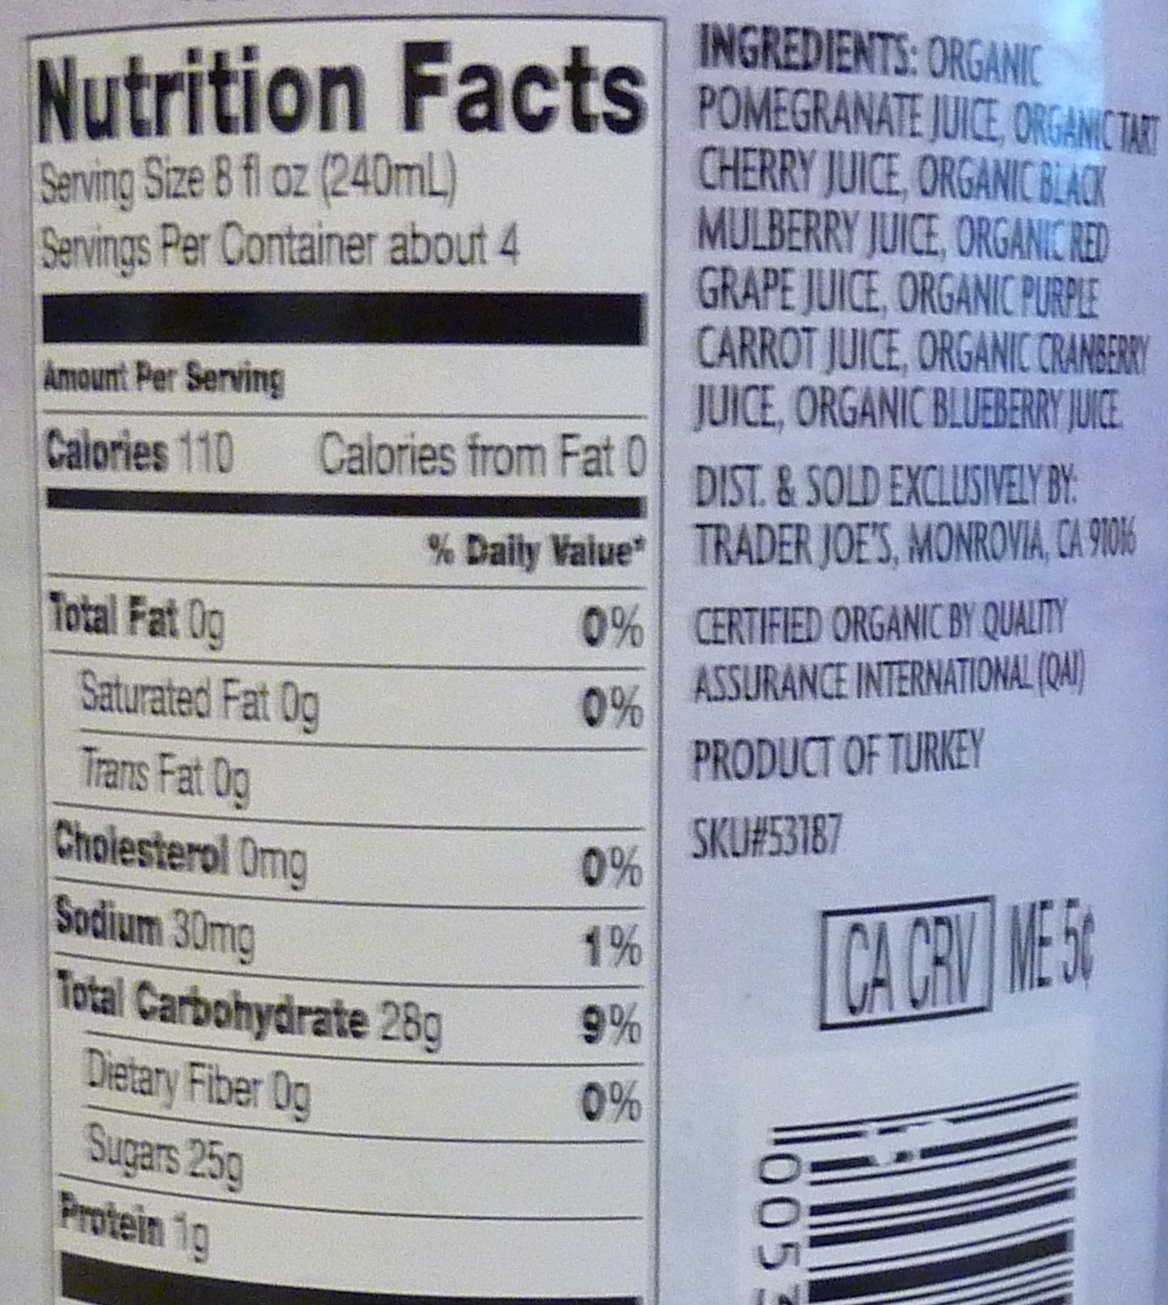 Nutrition Facts
Serving Size 8 fl oz (240mL)
Servings Per Container about 4
Amount Per Serving
Calories 110 Calories from Fat 0
% Daily Value*
Total Fat 0g 0%
Saturated Fat 0g 0%
Trans Fat 0g
Cholesterol 0mg 0%
Sodium 30mg 1%
Total Carbohydrate 28g 9%
Dietary Fiber 0g 0%
Sugars 25g
Protein 1g
INGREDIENTS: ORGANIC
POMEGRANATE JUICE, ORGANIC TART
CHERRY JUICE, ORGANIC BLACK
MULBERRY JUICE, ORGANIC RED
GRAPE JUICE, ORGANIC PURPLE
CARROT JUICE, ORGANIC CRANBERRY
JUICE, ORGANIC BLUEBERRY JUICE.
DIST. & SOLD EXCLUSIVELY BY:
TRADER JOE'S, MONROVIA, CA 91016
CERTIFIED ORGANIC BY QUALITY
ASSURANCE INTERNATIONAL (QAI)
PRODUCT OF TURKEY
SKU#53187
CA CRV ME 5¢
005